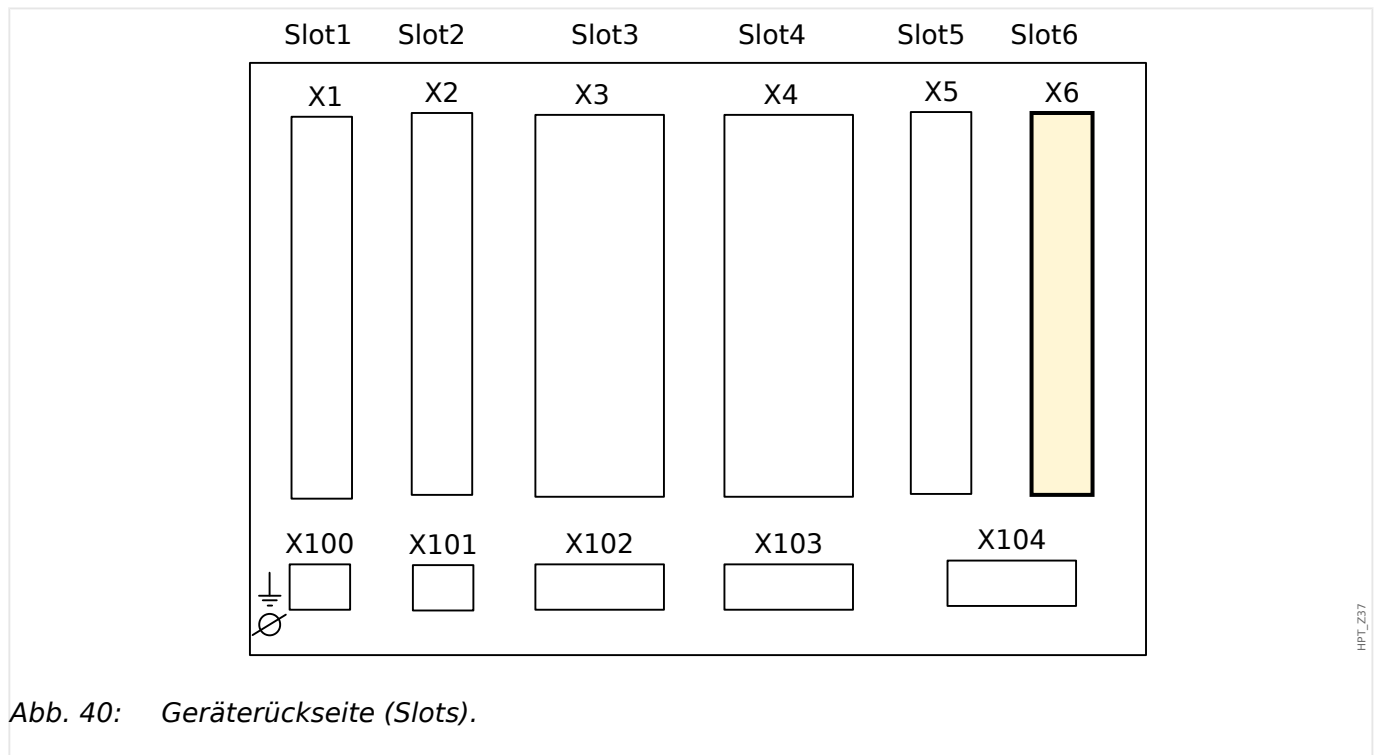 Slot1 Slot2 Slot3 Slot4 Slot5 Slot6
X1 X2 X3 X4 X5 X6
X100 X101 X102 X103 X104
HPT_Z37
Abb. 40: Geräterückseite (Slots).